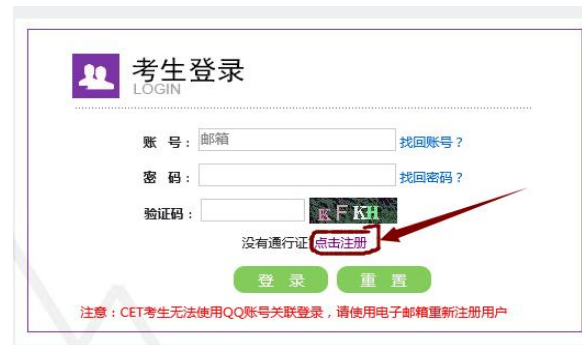 考生登录
LOGIN
账 号： 邮箱 找回账号？
密 码： 找回密码？
验证码： KFKH
没有通行证 点击注册
登 录 重 置
注意：CET考生无法使用QQ账号关联登录，请使用电子邮箱重新注册用户